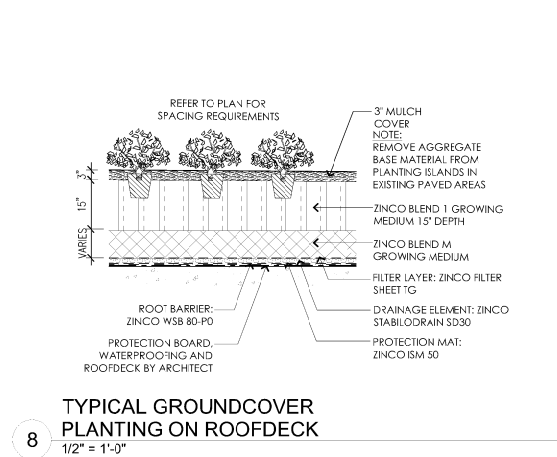 REFER TO PLAN FOR
SPACING REQUIREMENTS
3" MULCH
COVER
NOTE:
REMOVE AGGREGATE
BASE MATERIAL FROM
PLANTING ISLANDS IN
EXISTING PAVED AREAS
3"
15"
VARIES
ZINCO BLEND 1 GROWING
MEDIUM 15" DEPTH
ZINCO BLEND M
GROWING MEDIUM
FILTER LAYER: ZINCO FILTER
SHEET TG
DRAINAGE ELEMENT: ZINCO
STABILODRAIN SD30
PROTECTION MAT:
ZINCO ISM 50
ROOT BARRIER:
ZINCO WSB 80-PO
PROTECTION BOARD,
WATERPROOFING AND
ROOFDECK BY ARCHITECT
TYPICAL GROUNDCOVER
PLANTING ON ROOFDECK
8
1/2" = 1'-0"